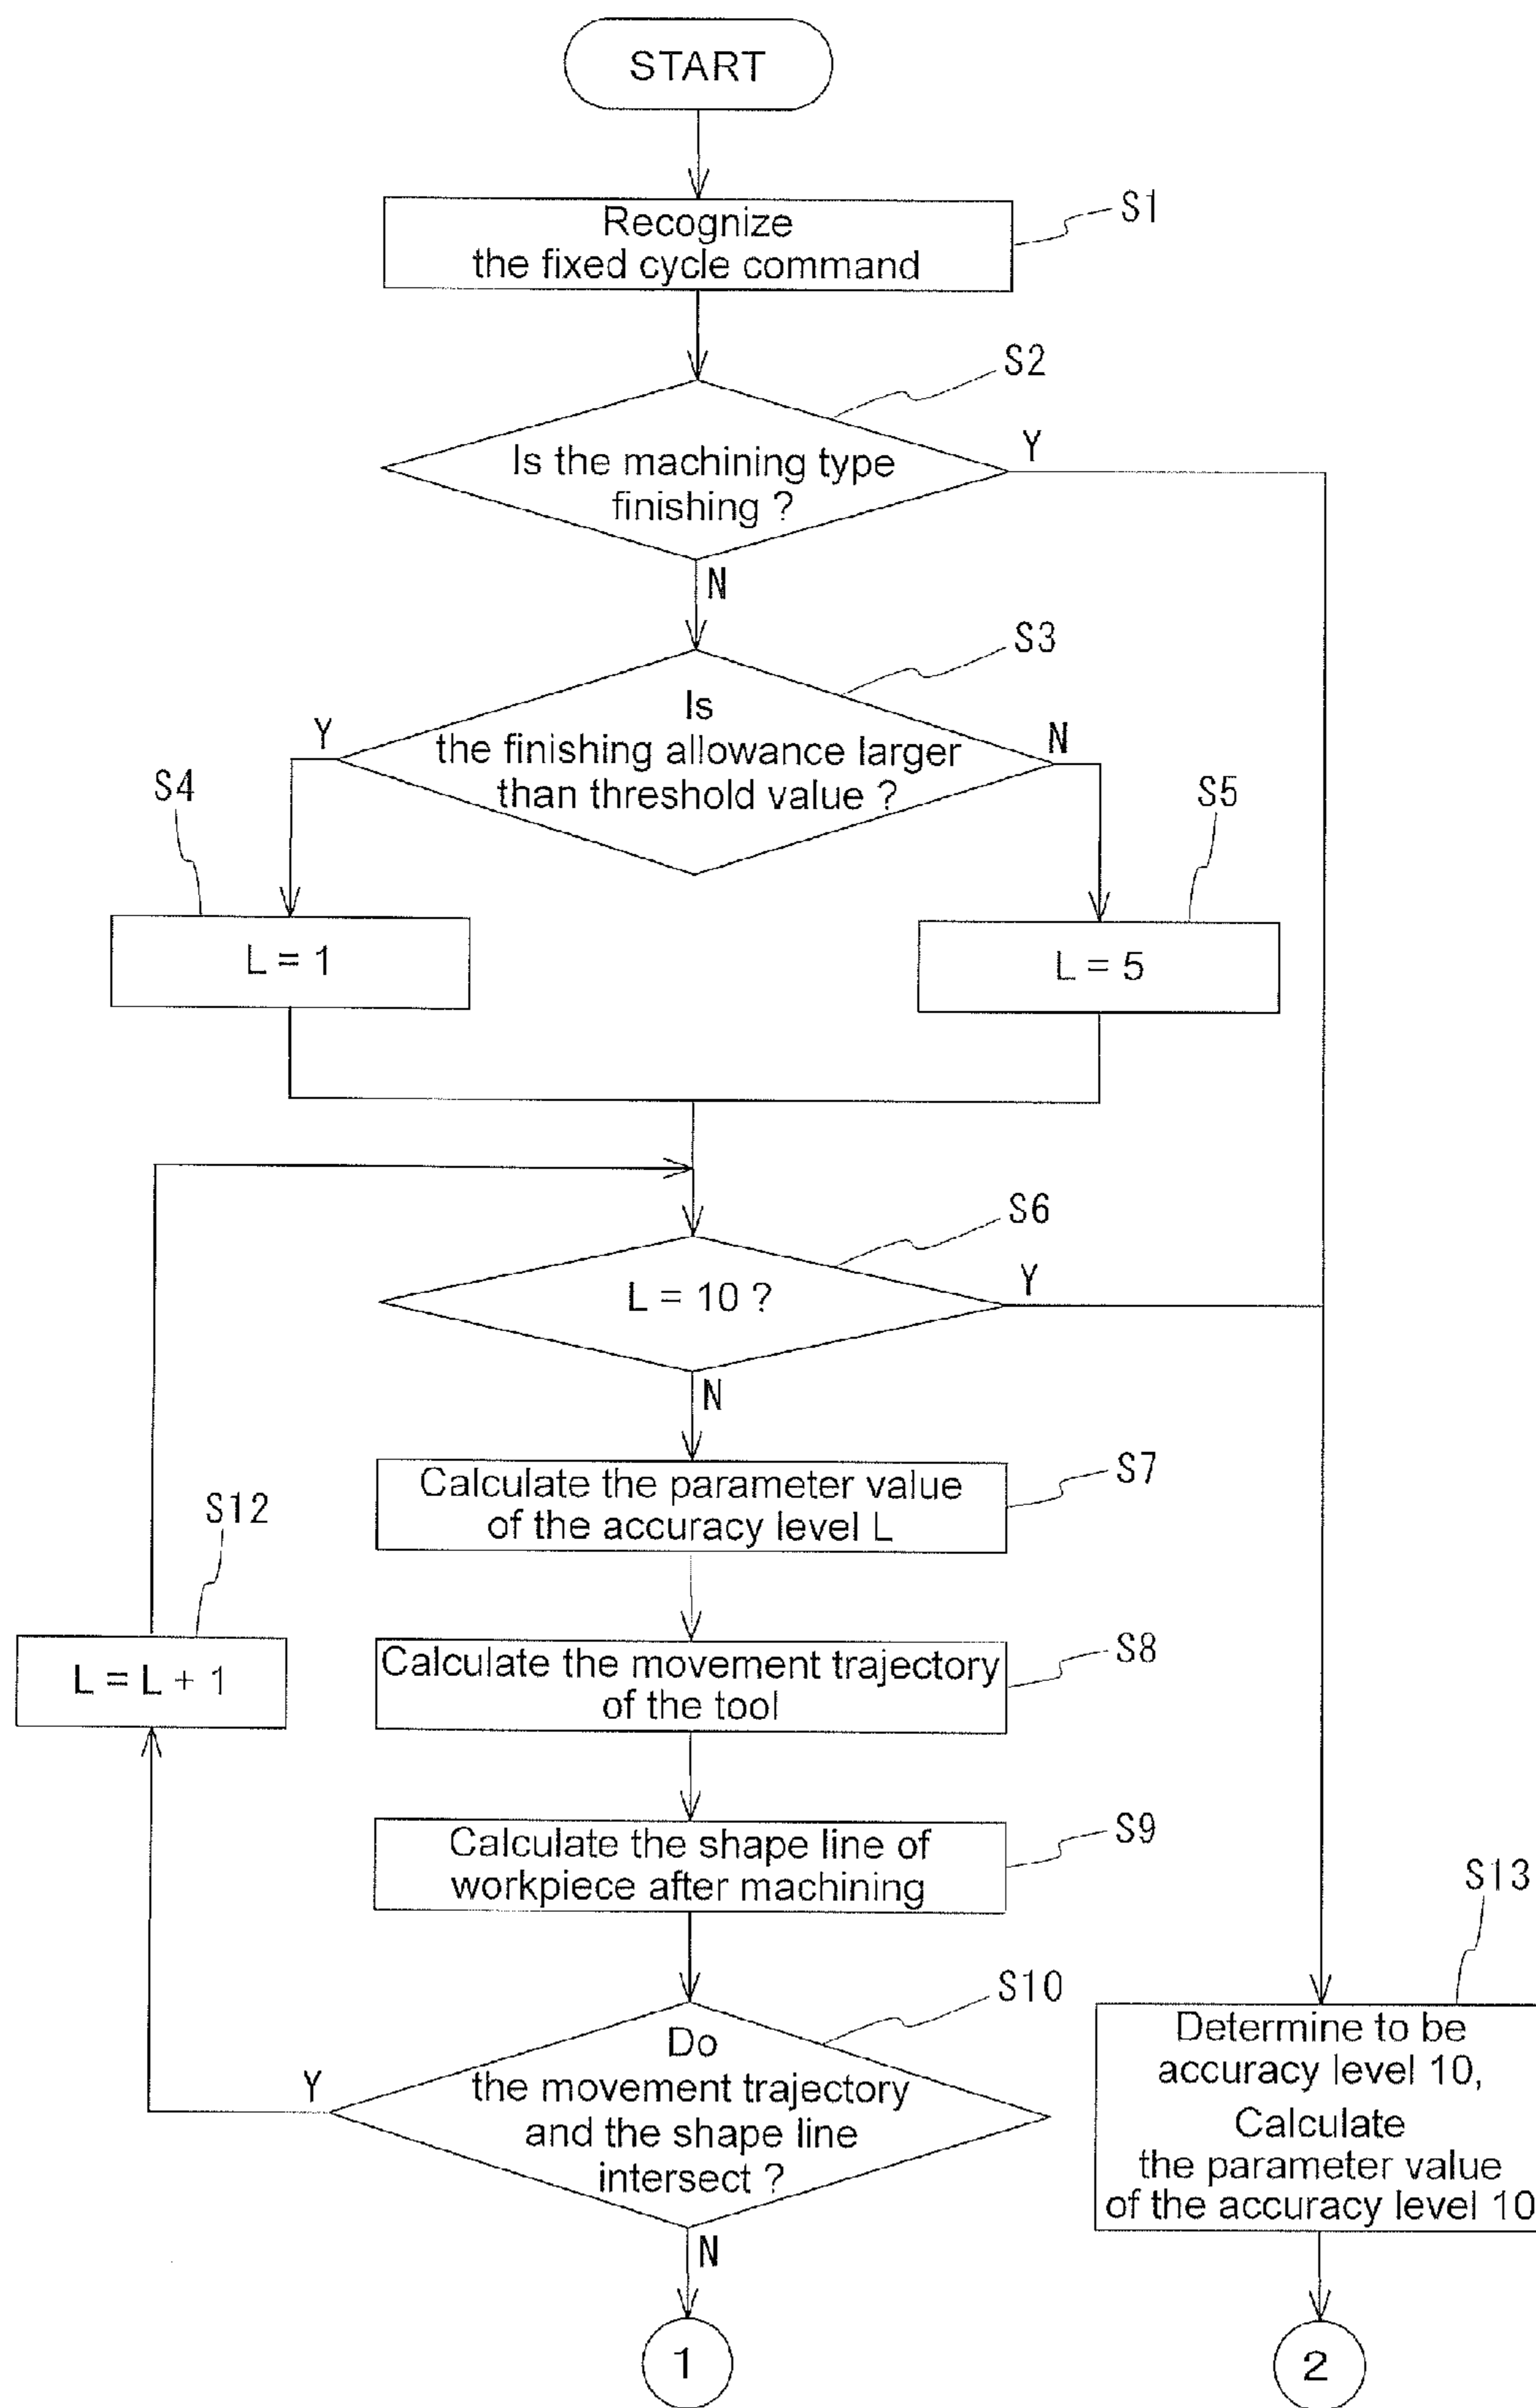 START
S1
Recognize
the fixed cycle command
S2
Is the machining type
finishing ?
Y
N
S3
Is
the finishing allowance larger
than threshold value ?
Y
N
S4
L = 1
S5
L = 5
S6
L = 10 ?
Y
N
S7
Calculate the parameter value
of the accuracy level L
S12
L = L + 1
S8
Calculate the movement trajectory
of the tool
S9
Calculate the shape line of
workpiece after machining
S10
Do
the movement trajectory
and the shape line
intersect ?
Y
N
S13
Determine to be
accuracy level 10,
Calculate
the parameter value
of the accuracy level 10
1
2